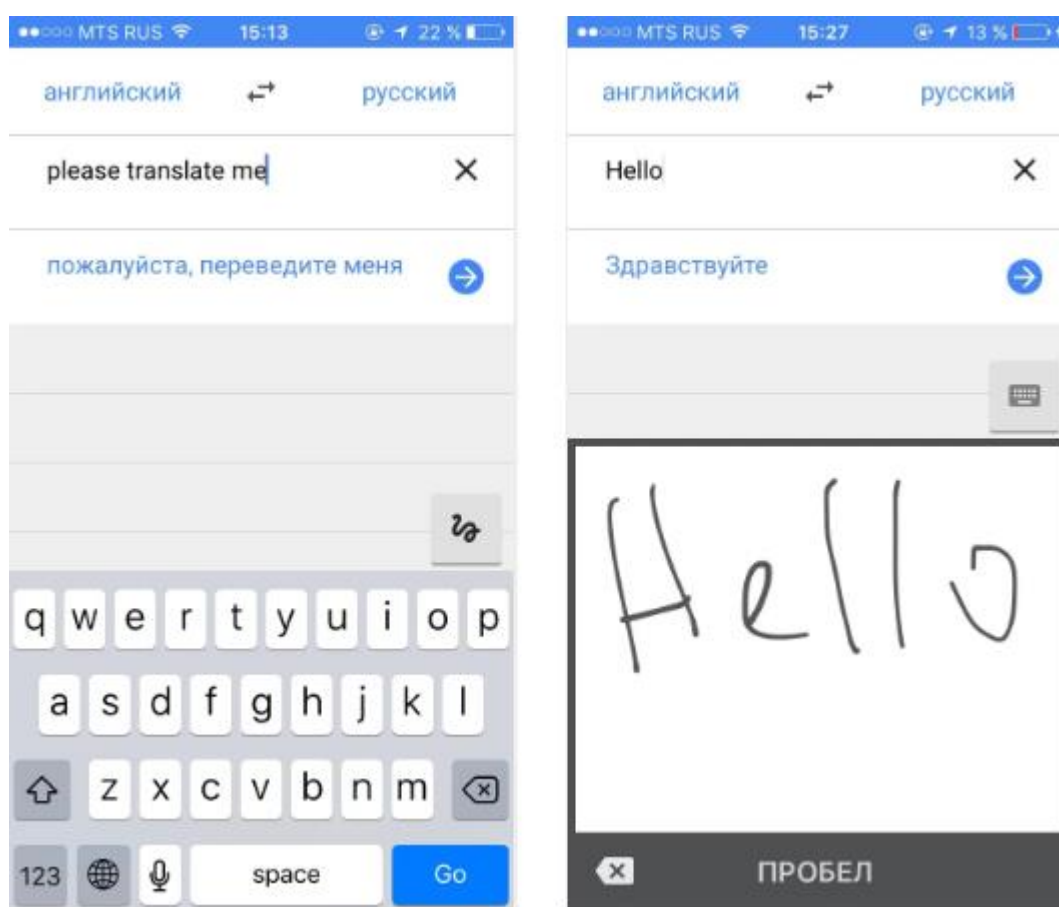 MTS RUS 15:13 22 %
английский русский
please translate me
пожалуйста, переведите меня
q w e r t y u i o p
a s d f g h j k l
z x c v b n m
123 space Go
MTS RUS 15:27 13 %
английский русский
Hello
Здравствуйте
Hello
ПРОБЕЛ